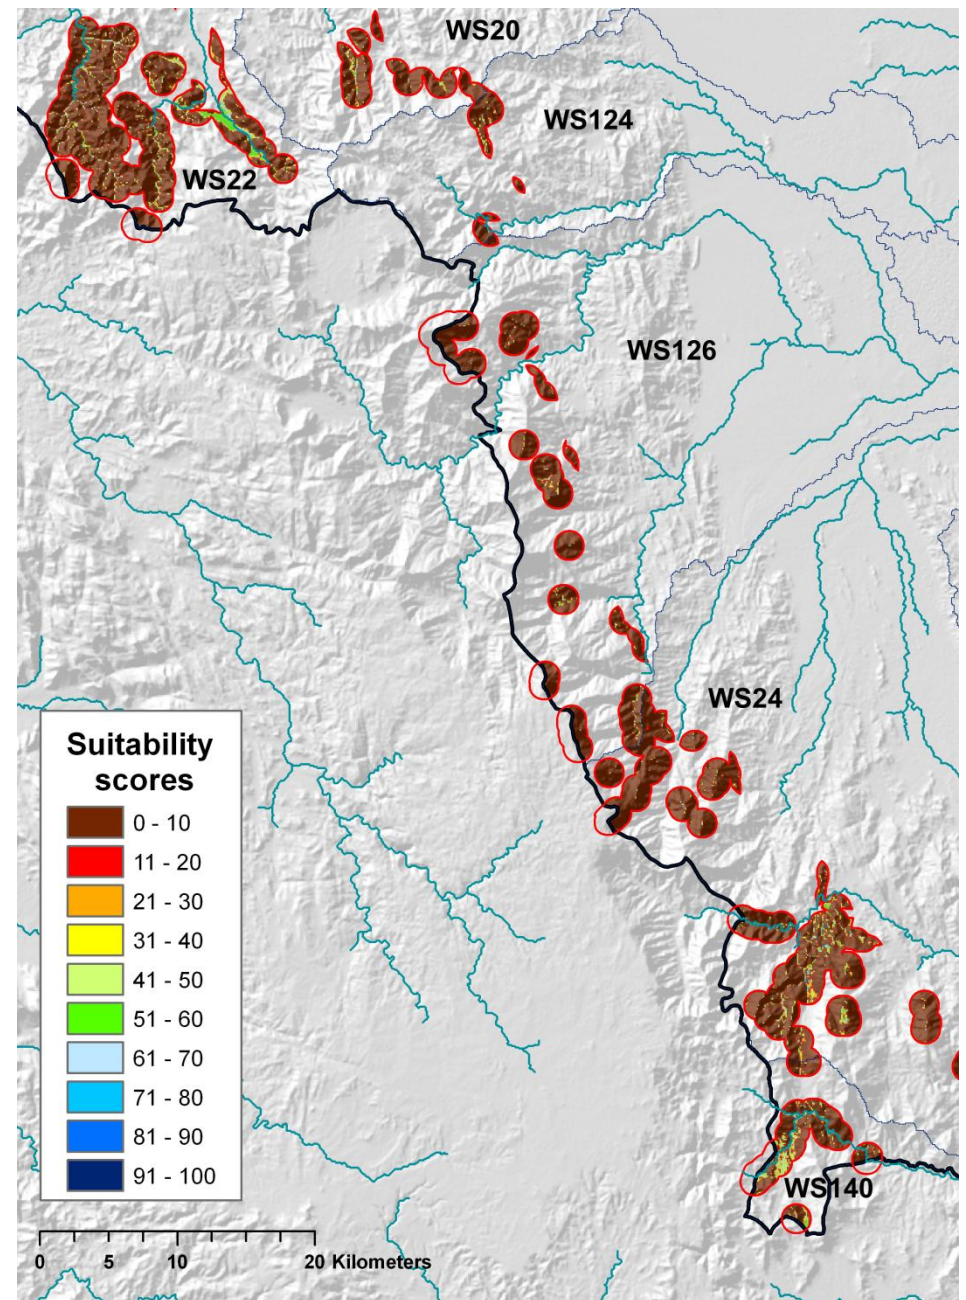 WS20
WS124
WS22
WS126
WS24
WS140
Suitability
scores
0 - 10
11 - 20
21 - 30
31 - 40
41 - 50
51 - 60
61 - 70
71 - 80
81 - 90
91 - 100
0 5 10 20 Kilometers